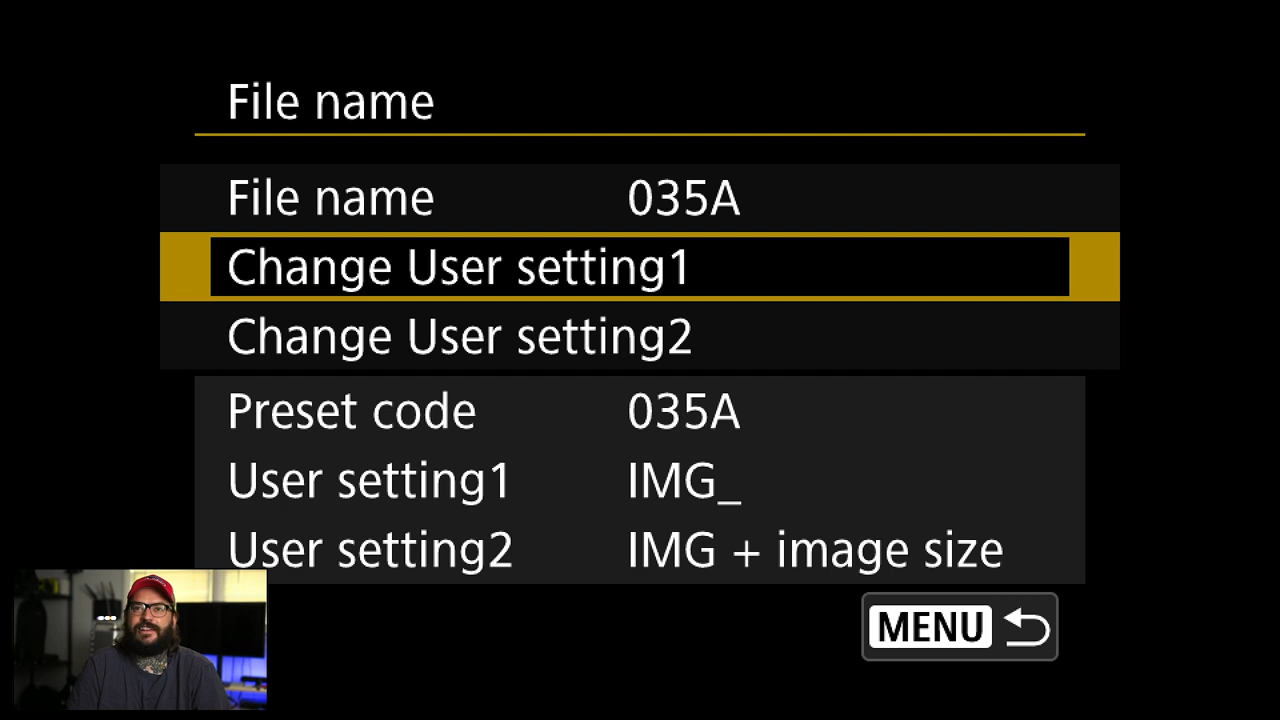 File name
File name 035A
Change User setting1
Change User setting2
Preset code 035A
User setting1 IMG_
User setting2 IMG + image size
MENU